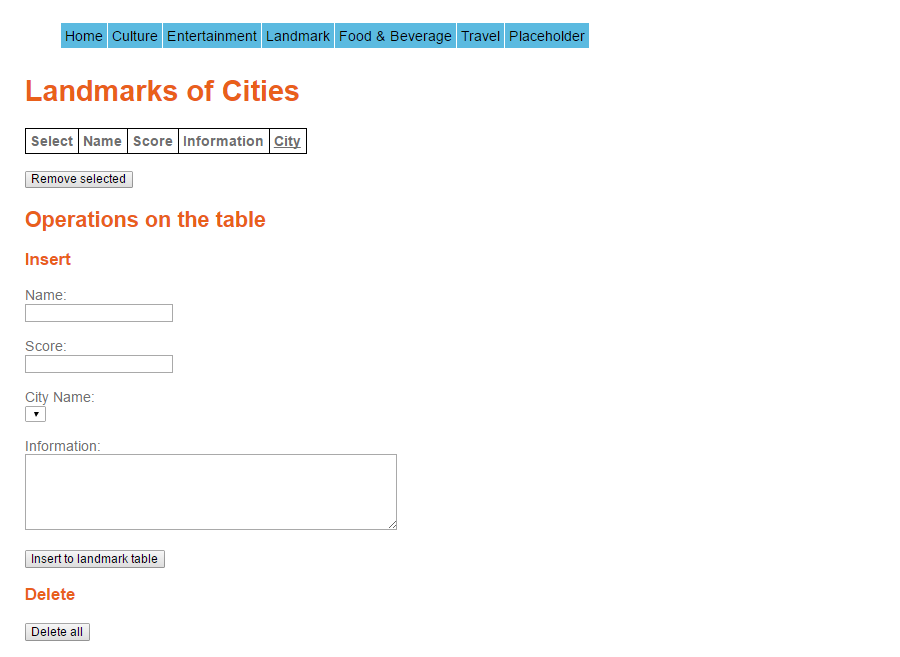 Home Culture Entertainment Landmark Food & Beverage Travel Placeholder
Landmarks of Cities
Select Name Score Information City
Remove selected
Operations on the table
Insert
Name:
Score:
City Name:
Information:
Insert to landmark table
Delete
Delete all